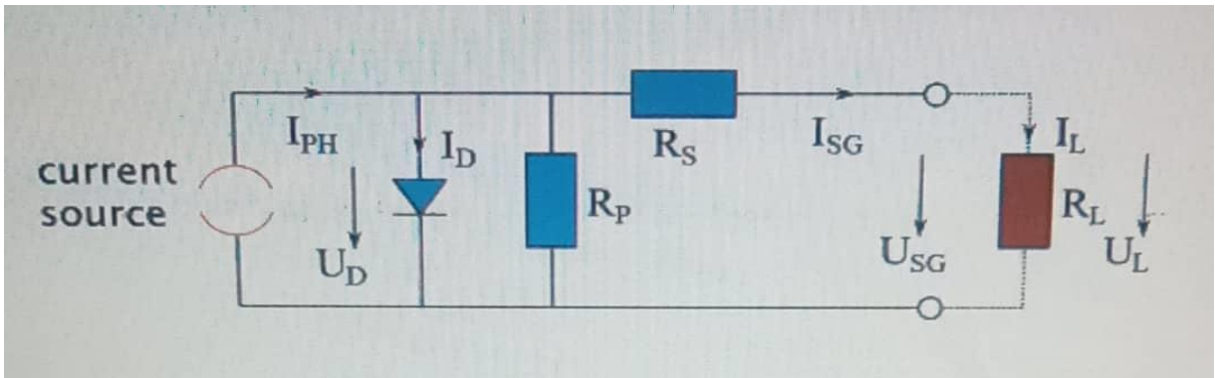 current
source
I_PH
U_D
I_D
R_P
R_S
I_SG
U_SG
I_L
R_L
U_L